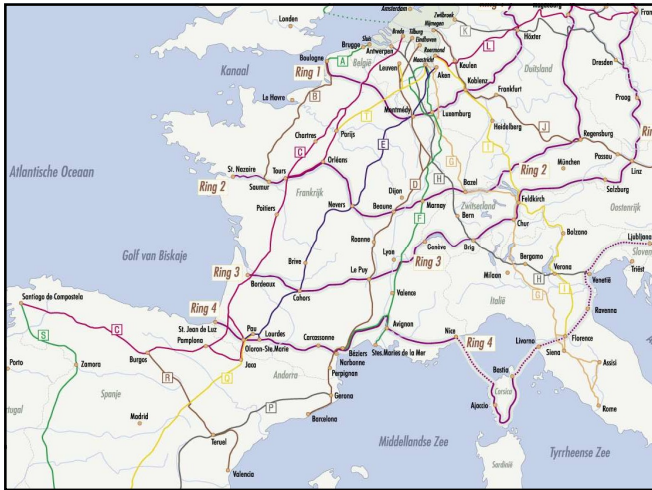 Amsterdam
Zwitbroek
Nijmegen
Londen
Breda
Tilburg
Eindhoven
Roermond
Sluis
Brugge
Antwerpen
Maastricht
K
L
Höxter
Kanaal
Boulogne
Ring 1
A
België
Leuven
Aken
Keulen
Duitsland
Dresden
Koblenz
Le Havre
B
Montmédy
Frankfurt
Praag
T
Luxemburg
Heidelberg
J
Chartres
Parijs
C
E
Regensburg
Atlantische Oceaan
Orléans
G
I
München
Passau
Linz
St. Nazaire
Tours
D
H
Bazel
Ring 2
Ring 2
Saumur
Frankrijk
Dijon
Salzburg
Nevers
Beaune
Marnay
Zwitserland
Feldkirch
Oostenrijk
Poitiers
F
Bern
Chur
Roanne
Golf van Biskaje
Genève
Brig
Bolzano
Ljubljana
Brive
Lyon
Bergamo
Ring 3
Le Puy
Ring 3
Milaan
H
Verona
Venetië
Triëst
Bordeaux
Cahors
Valence
G
I
Santiago de Compostela
Ring 4
Italië
St. Jean de Luz
Pau
Ravenna
S
C
Lourdes
Carcassonne
Avignon
Nice
Ring 4
Livorno
Florence
Pamplona
Oloron-Ste.Marie
Béziers
Stes.Maries de la Mer
Siena
Porto
Zamora
Burgos
Jaca
Narbonne
Perpignan
Bastia
Assisi
R
Q
Andorra
Gerona
Corsica
Spanje
P
Ajaccio
Rome
Madrid
Barcelona
Teruel
Middellandse Zee
Tyrrheense Zee
Valencia
Sardinië